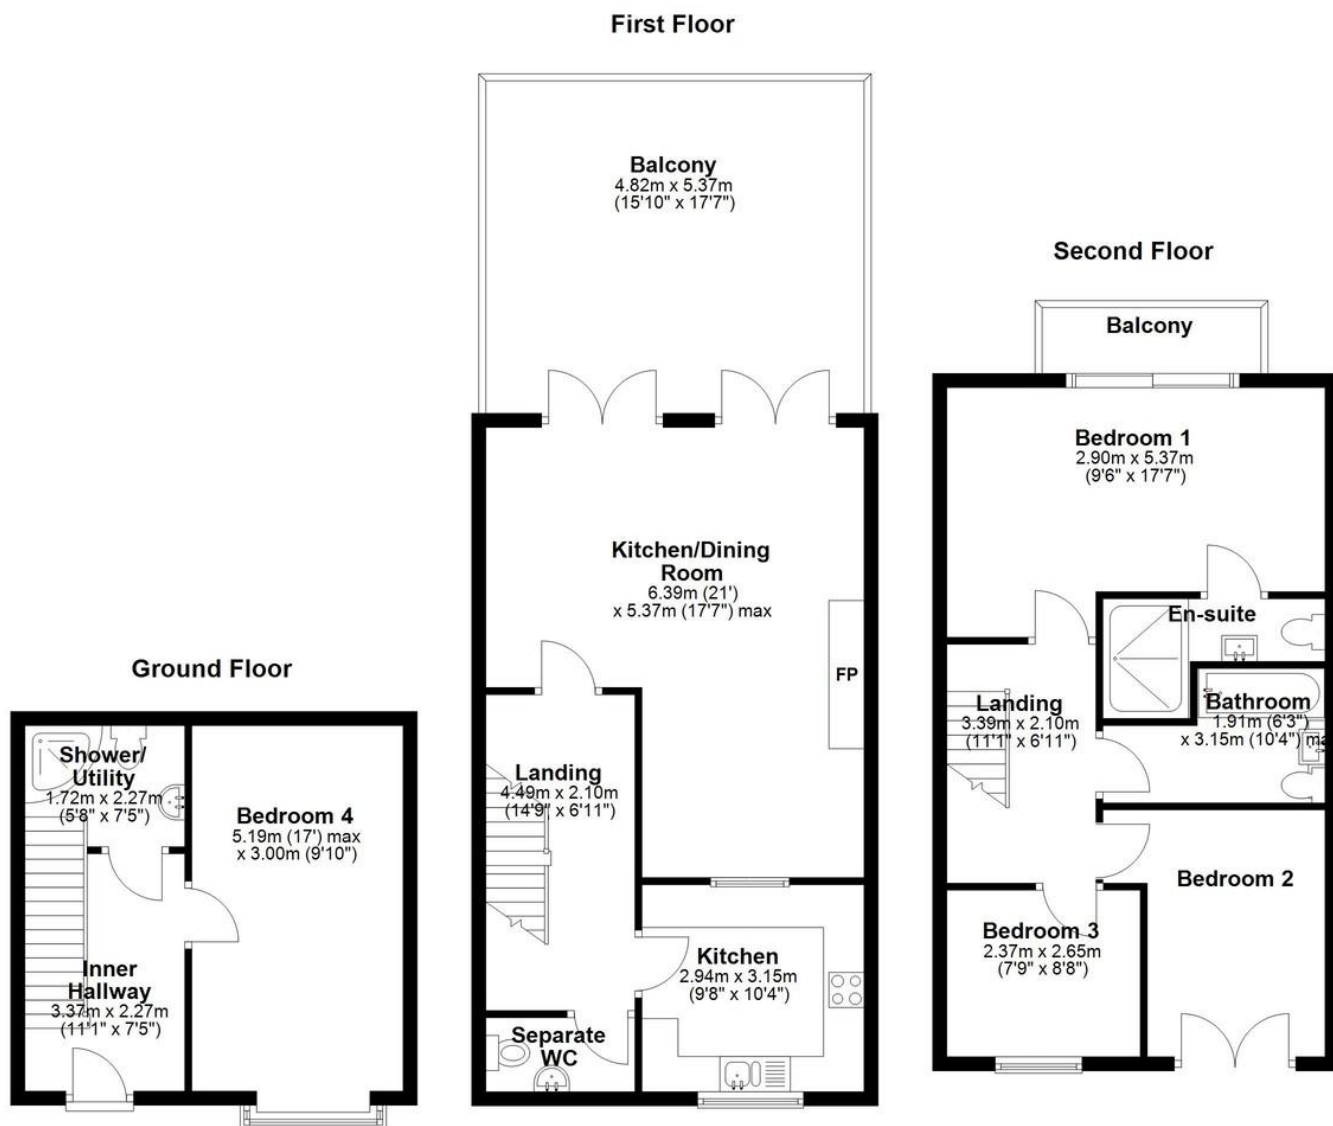 First Floor
Balcony
4.82m x 5.37m
(15'10" x 17'7")
Kitchen/Dining
Room
6.39m (21')
x 5.37m (17'7") max
FP
Landing
4.49m x 2.10m
(14'9" x 6'11")
Kitchen
2.94m x 3.15m
(9'8" x 10'4")
Separate
WC
Second Floor
Balcony
Bedroom 1
2.90m x 5.37m
(9'6" x 17'7")
En-suite
Landing
3.39m x 2.10m
(11'1" x 6'11")
Bathroom
1.91m (6'3")
x 3.15m (10'4") ma
Bedroom 2
Bedroom 3
2.37m x 2.65m
(7'9" x 8'8")
Ground Floor
Shower/
Utility
1.72m x 2.27m
(5'8" x 7'5")
Bedroom 4
5.19m (17') max
x 3.00m (9'10")
Inner
Hallway
3.37m x 2.27m
(11'1" x 7'5")